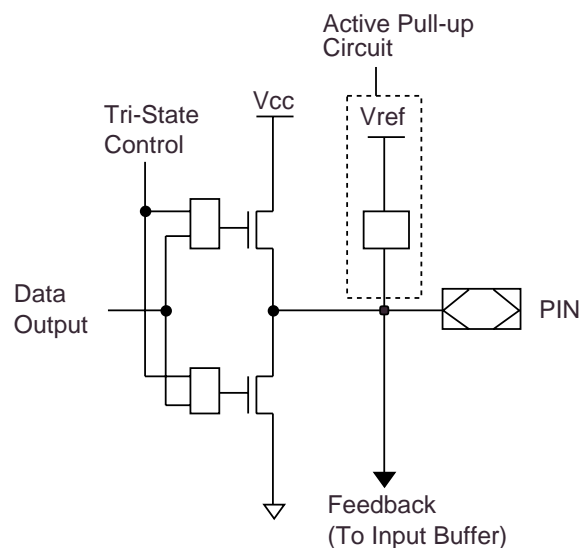 Active Pull-up
Circuit
Vcc
Vref
Tri-State
Control
Data
Output
PIN
Feedback
(To Input Buffer)